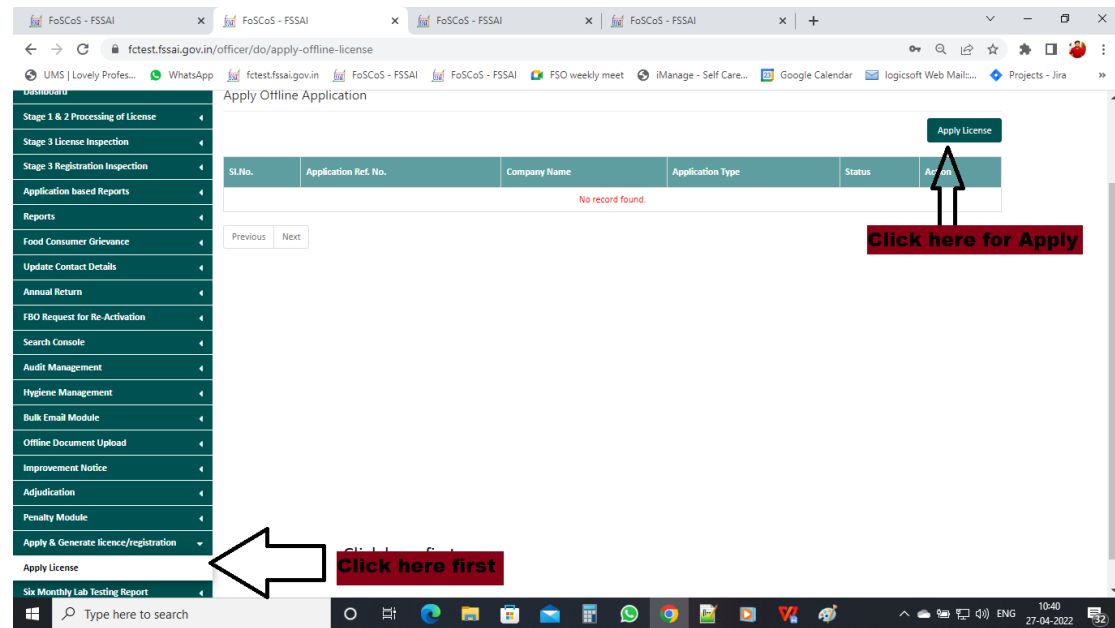 FoSCoS - FSSAI
FoSCoS - FSSAI
FoSCoS - FSSAI
FoSCoS - FSSAI
fctest.fssai.gov.in/officer/do/apply-offline-license
UMS | Lovely Profes...
WhatsApp
fctest.fssai.gov.in
FoSCoS - FSSAI
FoSCoS - FSSAI
FSO weekly meet
iManage - Self Care...
Google Calendar
logicsoft Web Mail::...
Projects - Jira
»
Dashboard
Apply Offline Application
Stage 1 & 2 Processing of License
Apply License
Stage 3 License Inspection
Stage 3 Registration Inspection
Sl.No. Application Ref. No. Company Name Application Type Status Action
Application based Reports
No record found.
Reports
Previous Next
Food Consumer Grievance
Click here for Apply
Update Contact Details
Annual Return
FBO Request for Re-Activation
Search Console
Audit Management
Hygiene Management
Bulk Email Module
Offline Document Upload
Improvement Notice
Adjudication
Penalty Module
Apply & Generate licence/registration
Apply License
Click here first
Six Monthly Lab Testing Report
Type here to search
ENG
10:40
27-04-2022
32